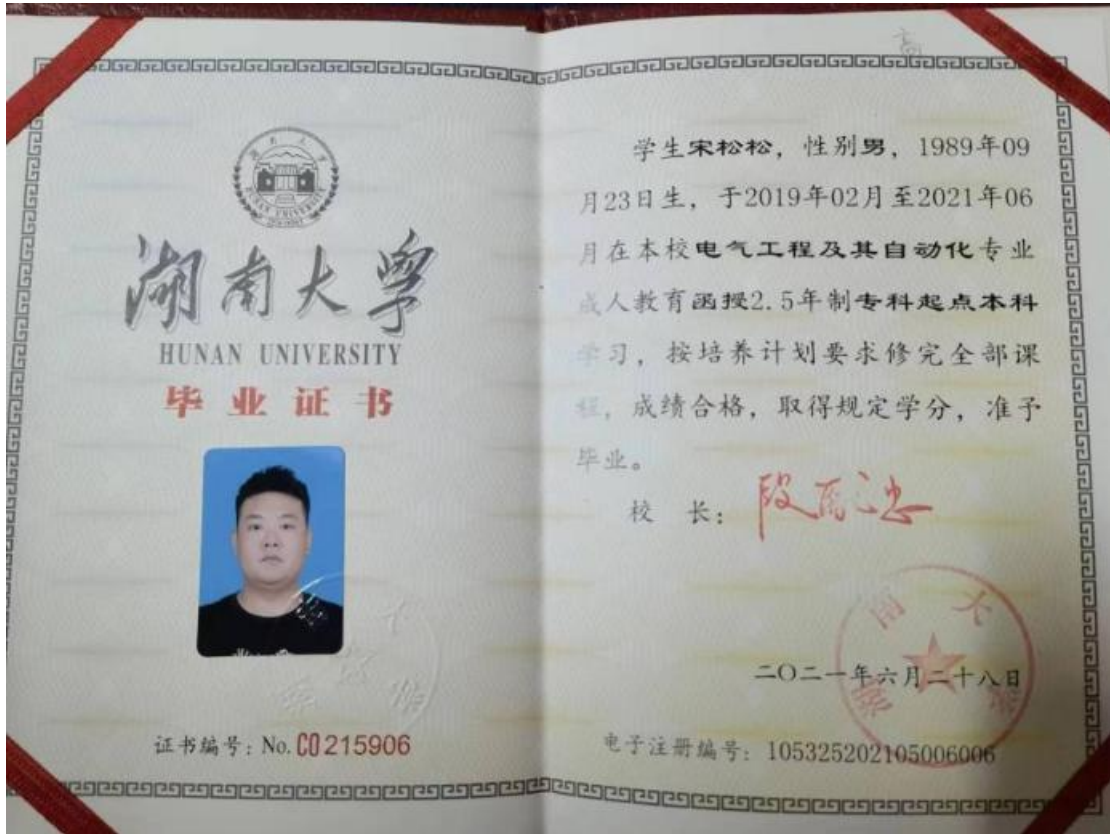 湖南大学
HUNAN UNIVERSITY
毕业证书
证书编号：No. C0215906
学生宋松松，性别男，1989年09
月23日生，于2019年02月至2021年06
月在本校电气工程及其自动化专业
成人教育函授2.5年制专科起点本科
学习，按培养计划要求修完全部课
程，成绩合格，取得规定学分，准予
毕业。
校 长：
二〇二一年六月二十八日
湖南大学
电子注册编号：105325202105006006